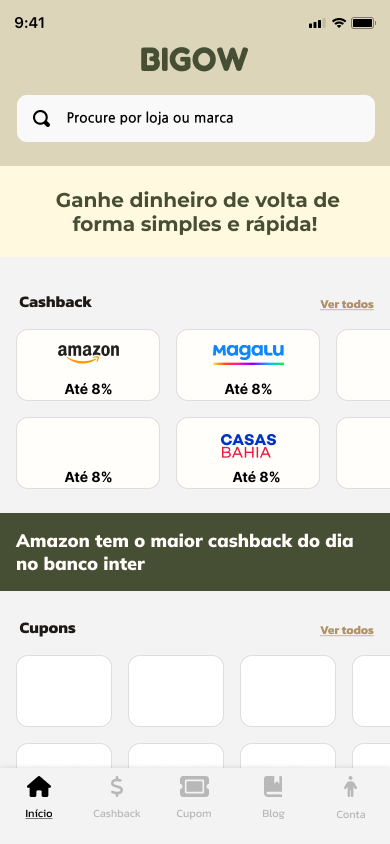 9:41
BIGOW
Procure por loja ou marca
Ganhe dinheiro de volta de
forma simples e rápida!
Cashback
Ver todos
amazon
Magalu
Até 8%
Até 8%
CASAS
BAHIA
Até 8%
Até 8%
Amazon tem o maior cashback do dia
no banco inter
Cupons
Ver todos
Início
Cashback
Cupom
Blog
Conta